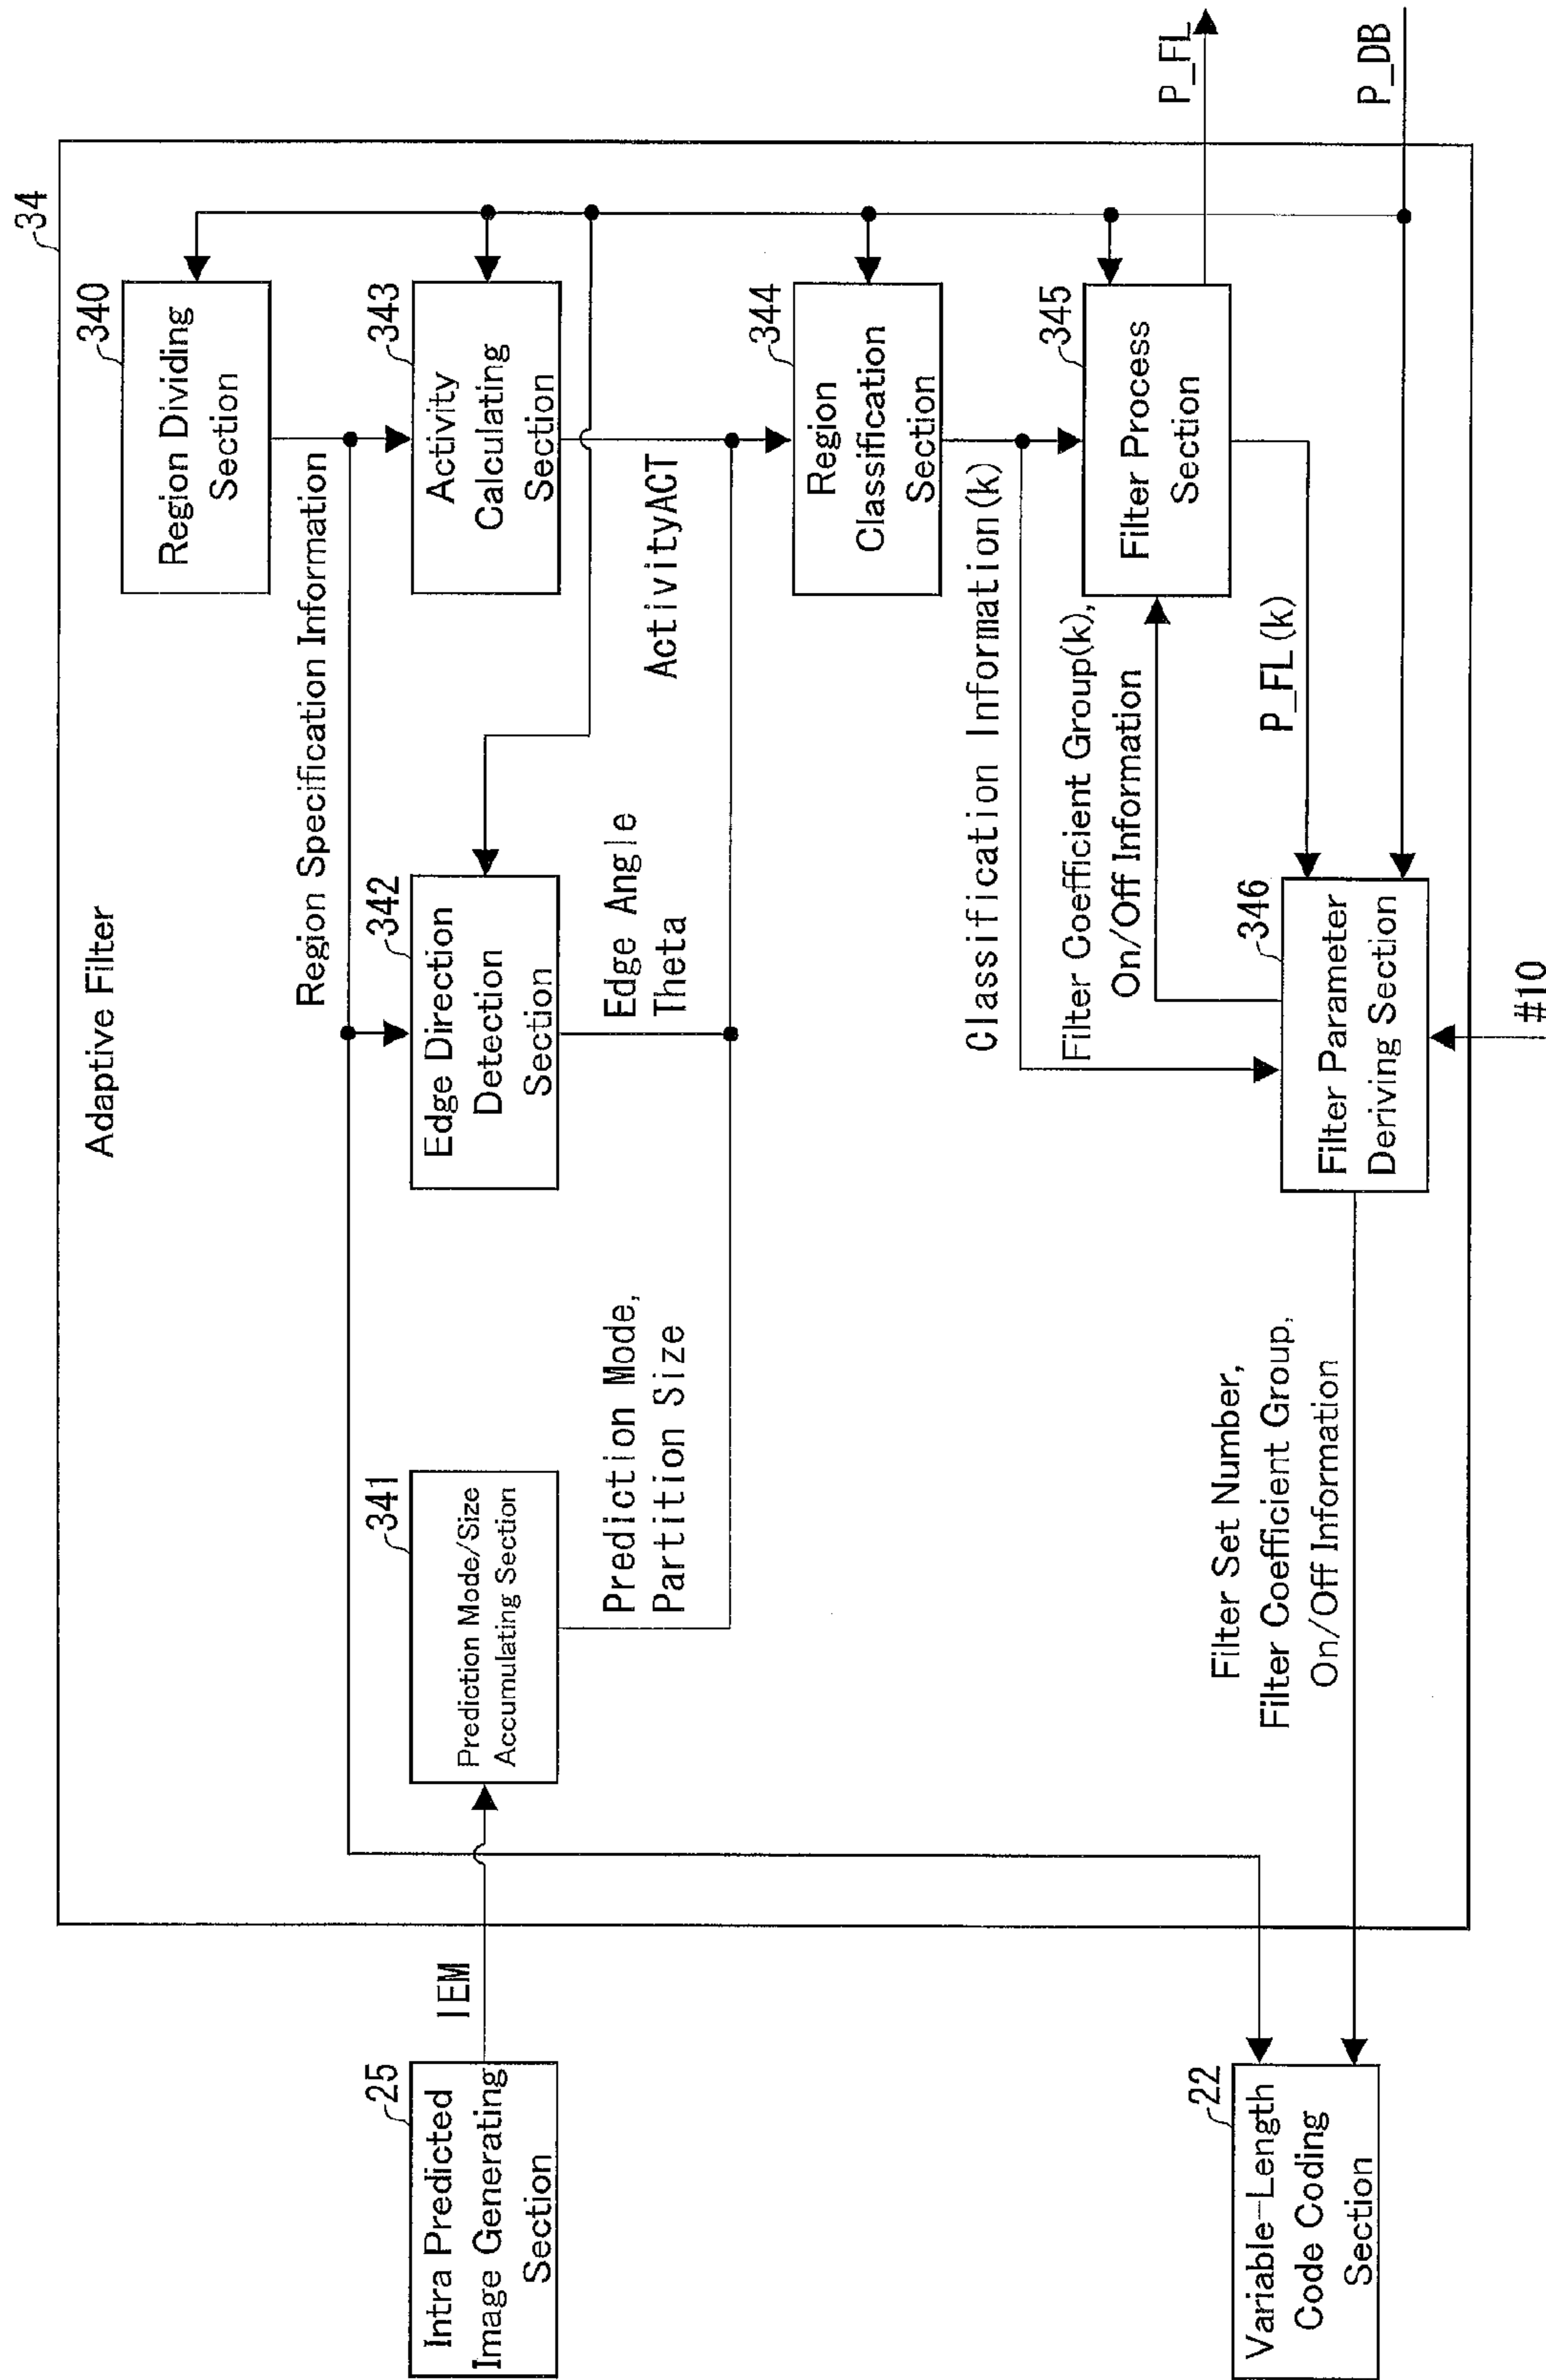 Adaptive Filter
34
25
Intra Predicted
Image Generating
Section
IEM
341
Prediction Mode/Size
Accumulating Section
Prediction Mode,
Partition Size
342
Edge Direction
Detection
Section
Edge Angle
Theta
Region Specification Information
340
Region Dividing
Section
343
Activity
Calculating
Section
ActivityACT
344
Region
Classification
Section
Classification Information(k)
Filter Coefficient Group(k),
On/Off Information
345
Filter Process
Section
P_FL(k)
P_FL
P_DB
346
Filter Parameter
Deriving Section
#10
Filter Set Number,
Filter Coefficient Group,
On/Off Information
22
Variable-Length
Code Coding
Section